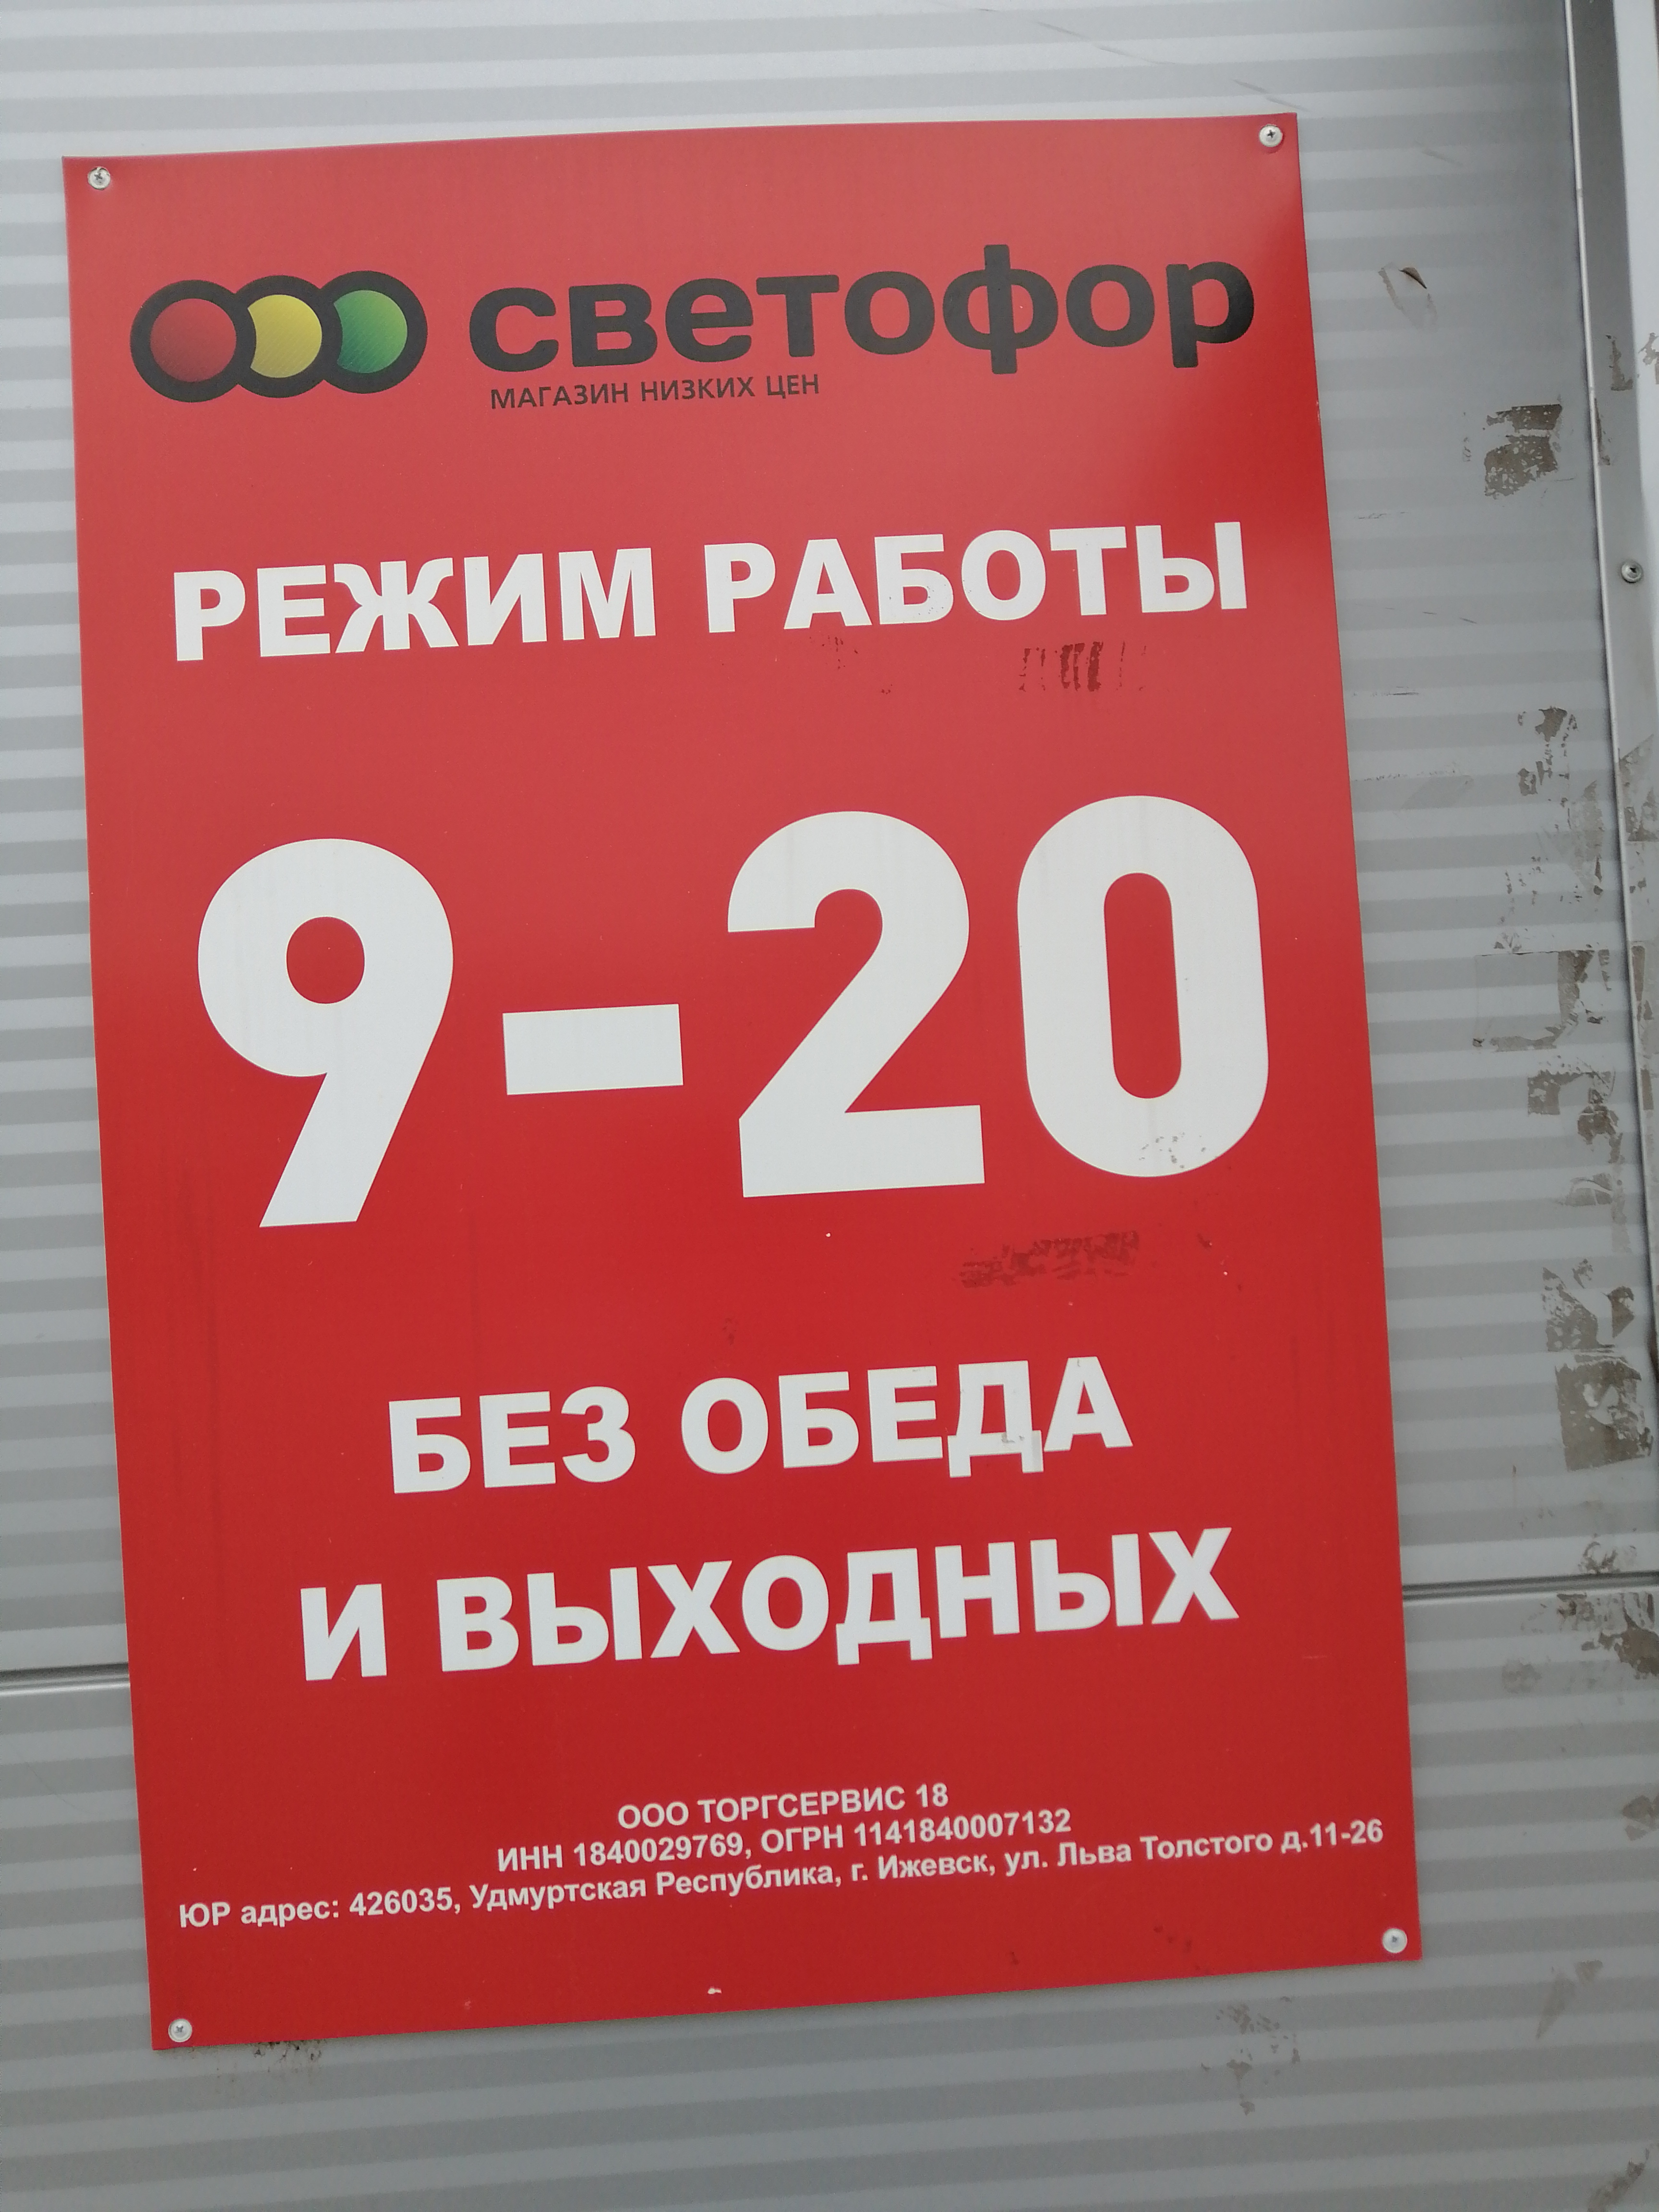 светофор
МАГАЗИН НИЗКИХ ЦЕН
РЕЖИМ РАБОТЫ
9-20
БЕЗ ОБЕДА
И ВЫХОДНЫХ
ООО ТОРГСЕРВИС 18
ИНН 1840029769, ОГРН 1141840007132
ЮР адрес: 426035, Удмуртская Республика, г. Ижевск, ул. Льва Толстого д.11-26